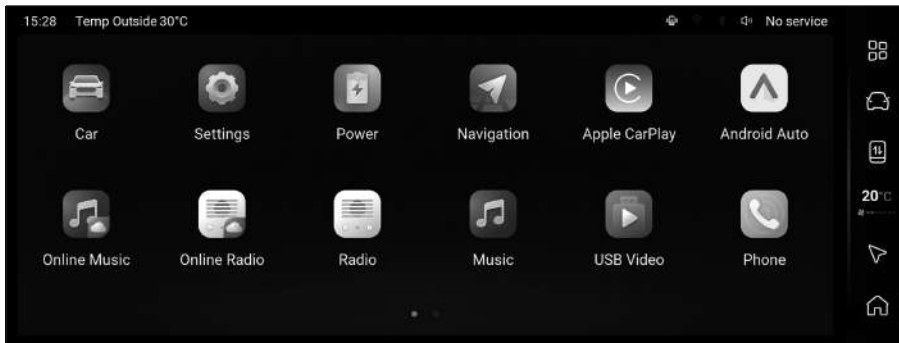 15:28 Temp Outside 30°C No service
Car Settings Power Navigation Apple CarPlay Android Auto
20°C
Online Music Online Radio Radio Music USB Video Phone